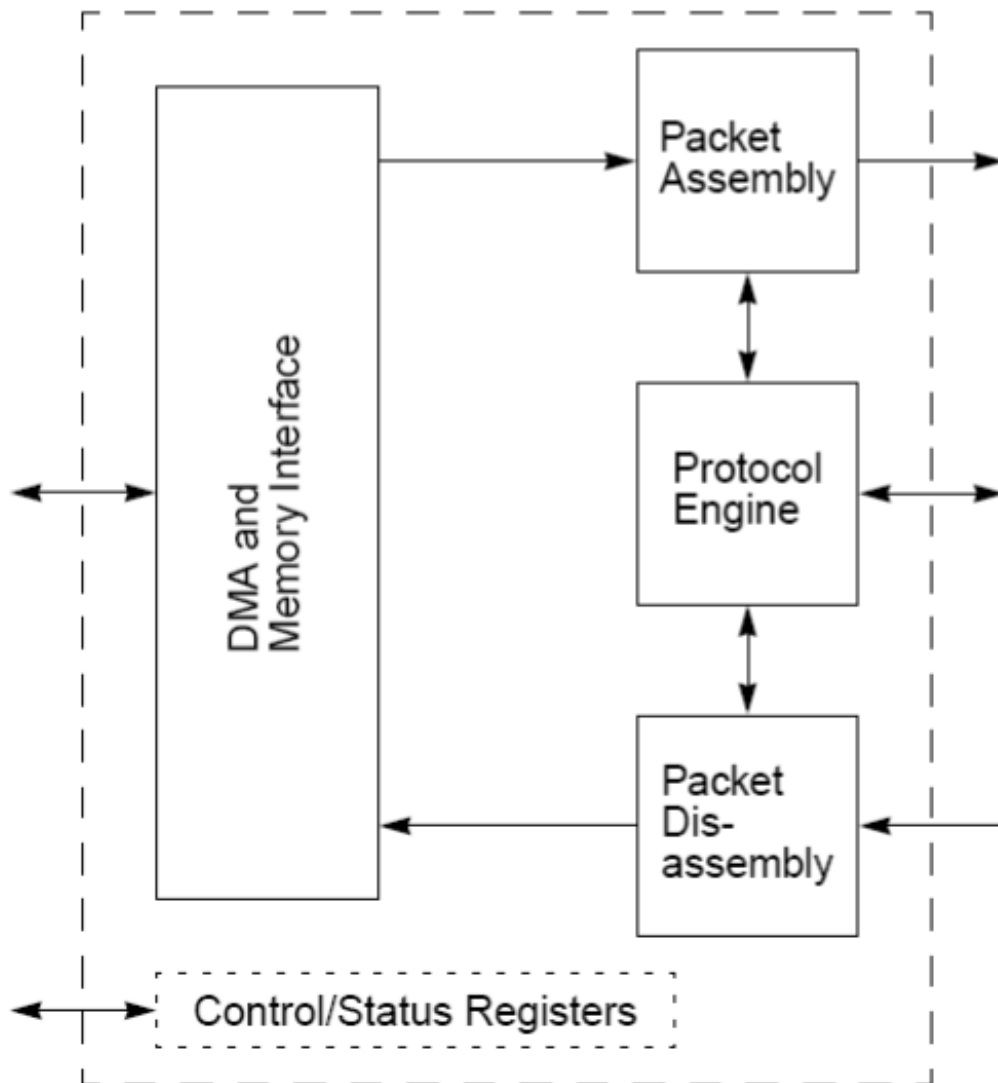 Packet
Assembly
DMA and
Memory Interface
Protocol
Engine
Packet
Dis-
assembly
Control/Status Registers